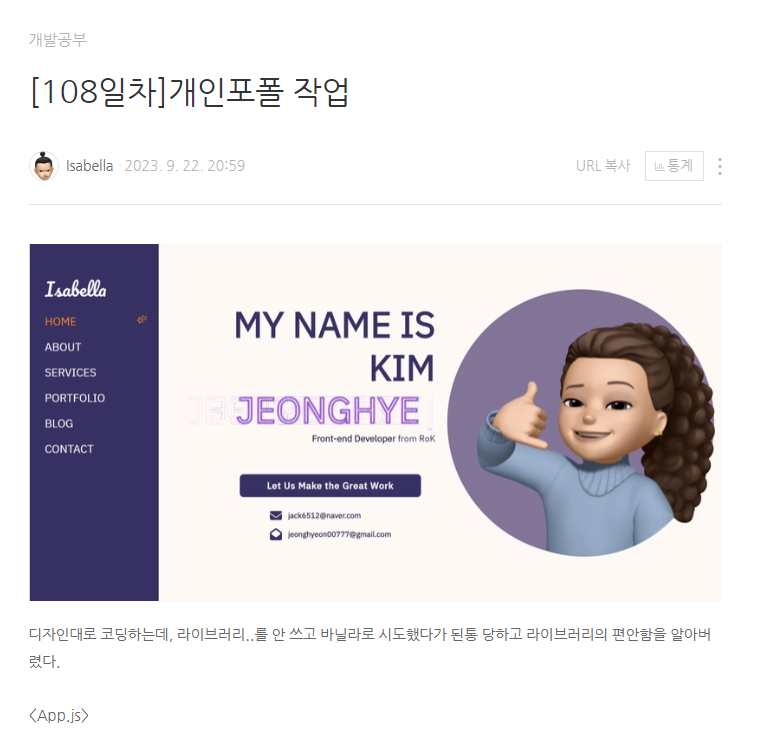 개발공부
[108일차]개인포폴 작업
Isabella · 2023. 9. 22. 20:59
URL 복사
통계
Isabella
HOME
ABOUT
SERVICES
PORTFOLIO
BLOG
CONTACT
MY NAME IS
KIM
JEONGHYE
Front-end Developer from RoK
Let Us Make the Great Work
jack6512@naver.com
jeonghyeon00777@gmail.com
디자인대로 코딩하는데, 라이브러리..를 안 쓰고 바닐라로 시도했다가 된통 당하고 라이브러리의 편안함을 알아버
렸다.
<App.js>